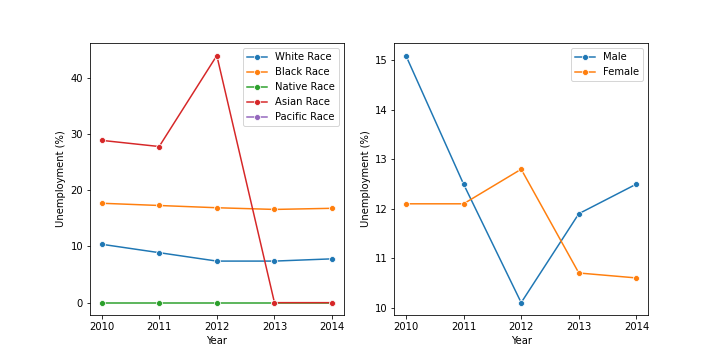 40
30
20
10
0
2010 2011 2012 2013 2014
Year
Unemployment (%)
White Race
Black Race
Native Race
Asian Race
Pacific Race
15
14
13
12
11
10
2010 2011 2012 2013 2014
Year
Unemployment (%)
Male
Female